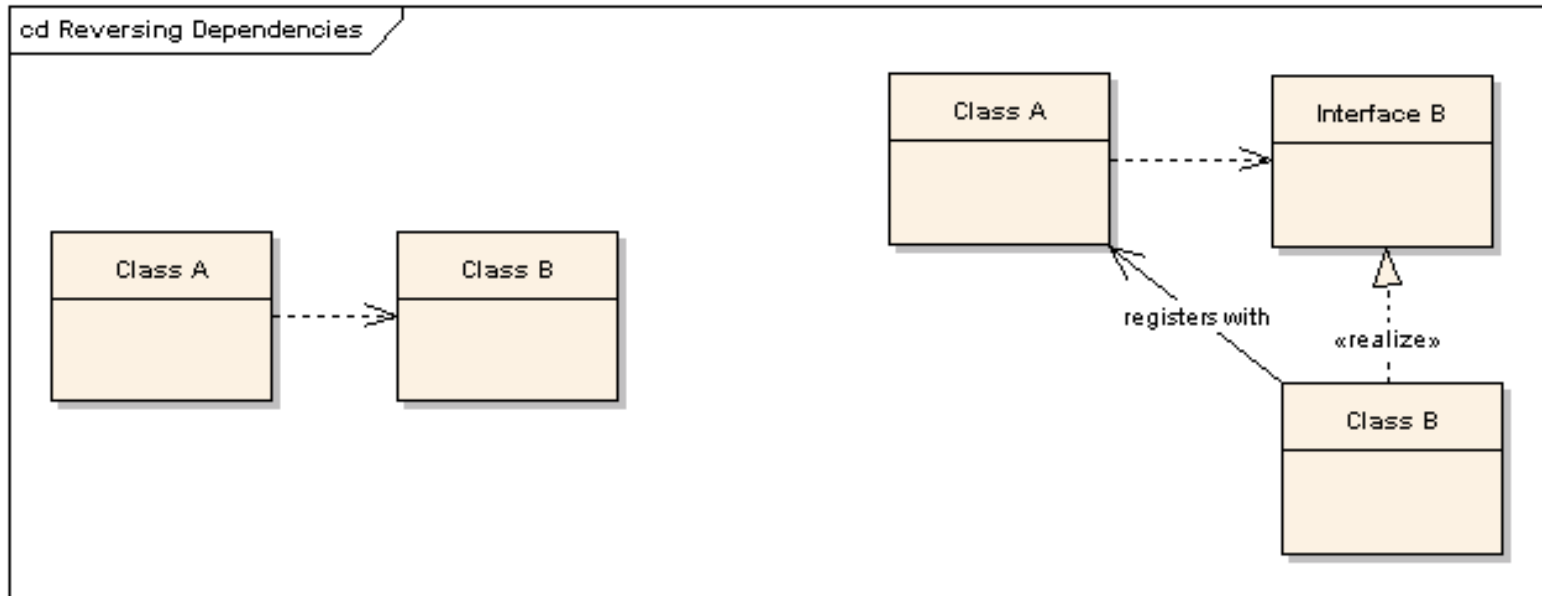 cd Reversing Dependencies
Class A
Interface B
Class A
Class B
registers with
«realize»
Class B